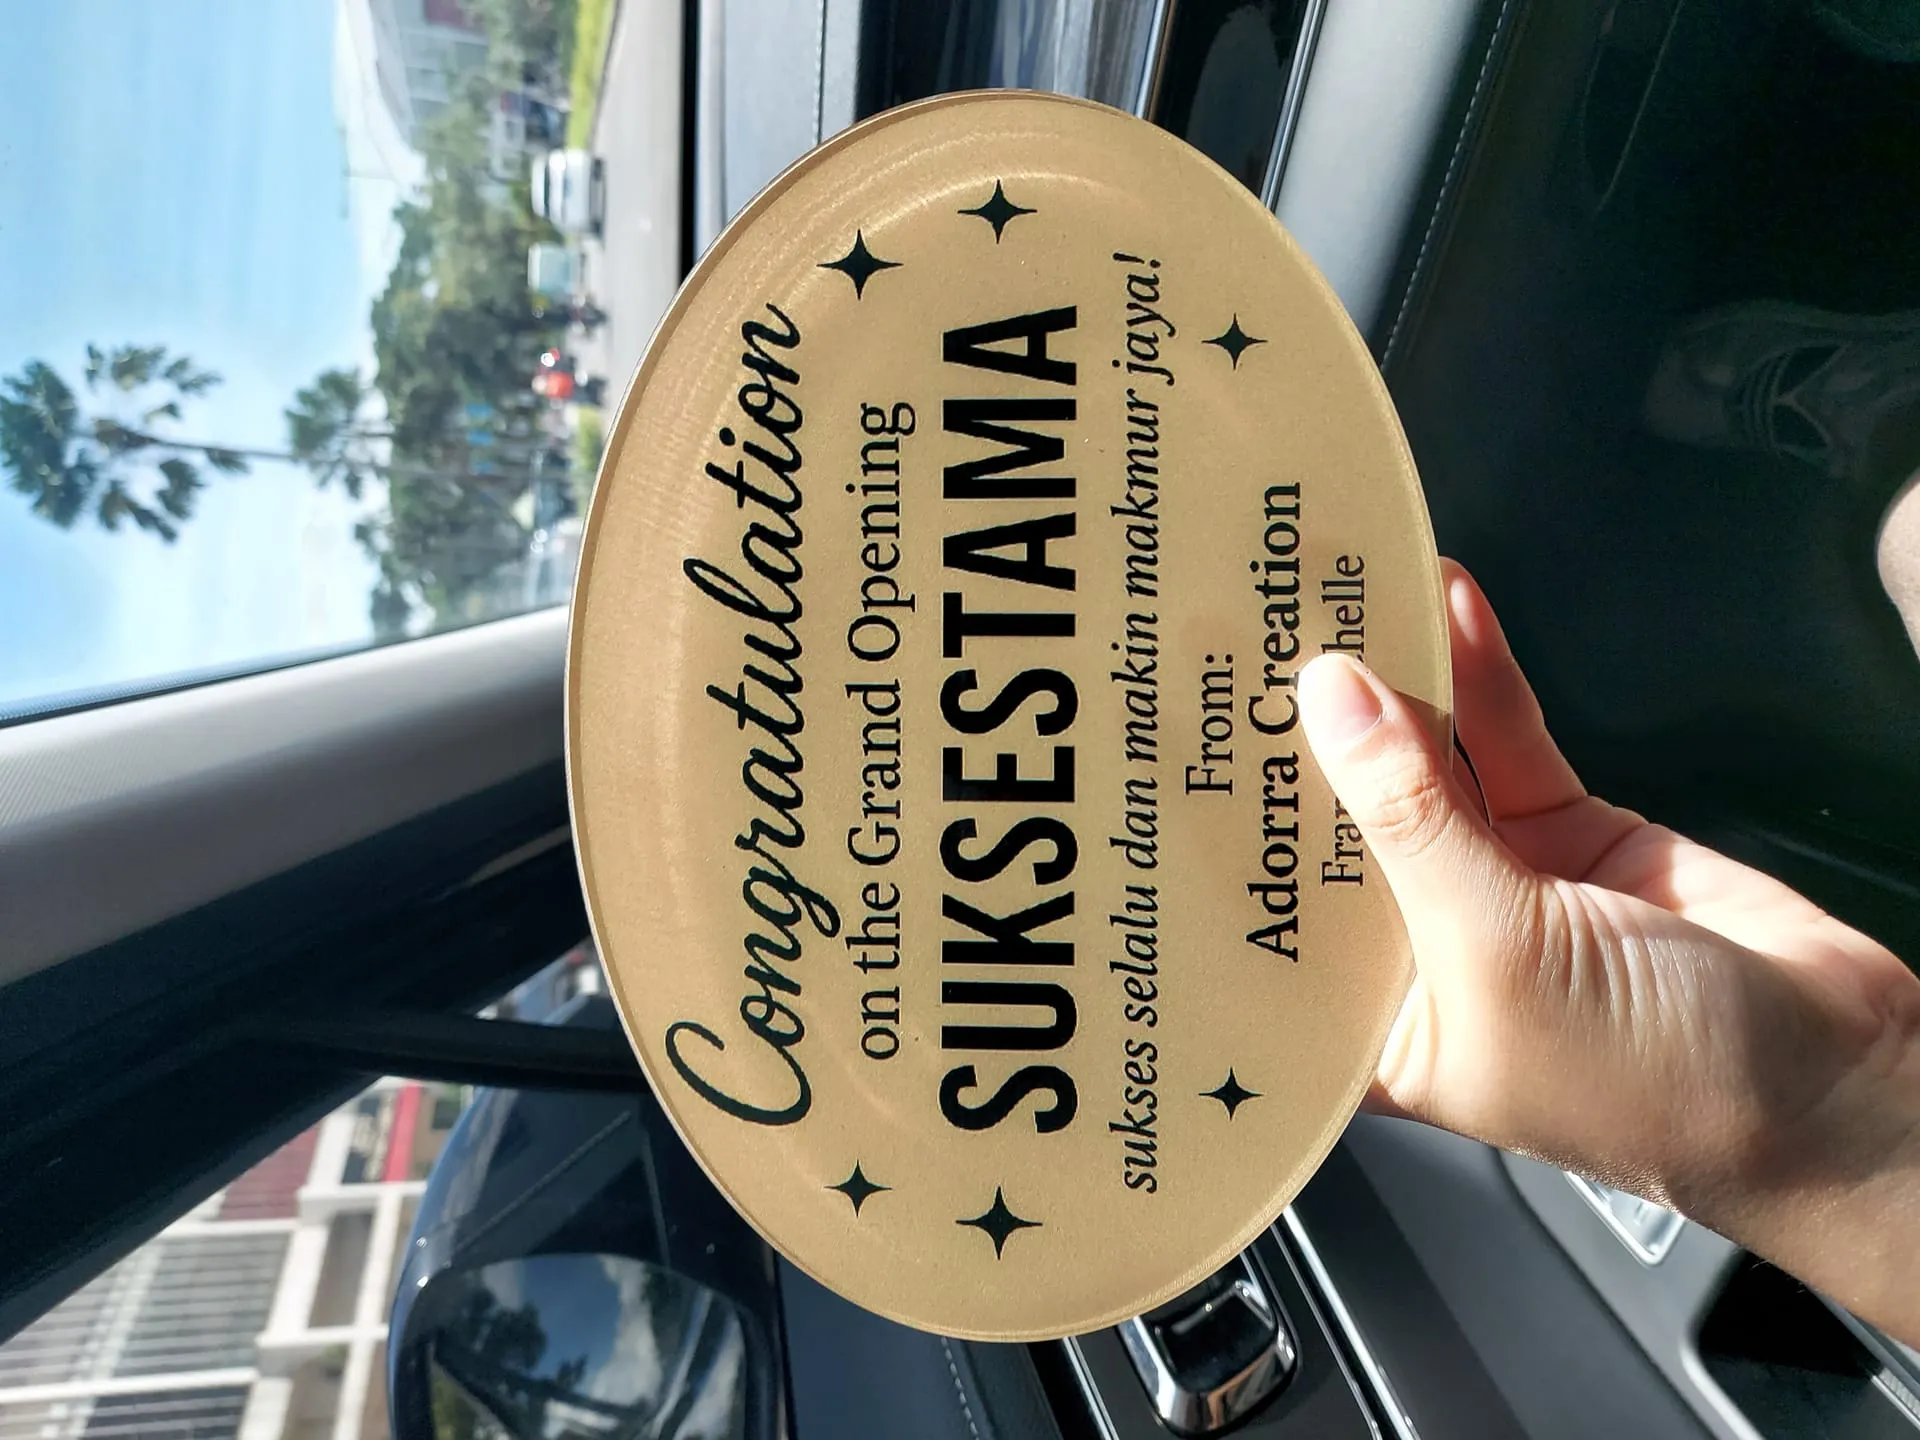 Congratulation
on the Grand Opening
SUKSESTAMA
sukses selalu dan makin makmur jaya!
From:
Adorra Creation